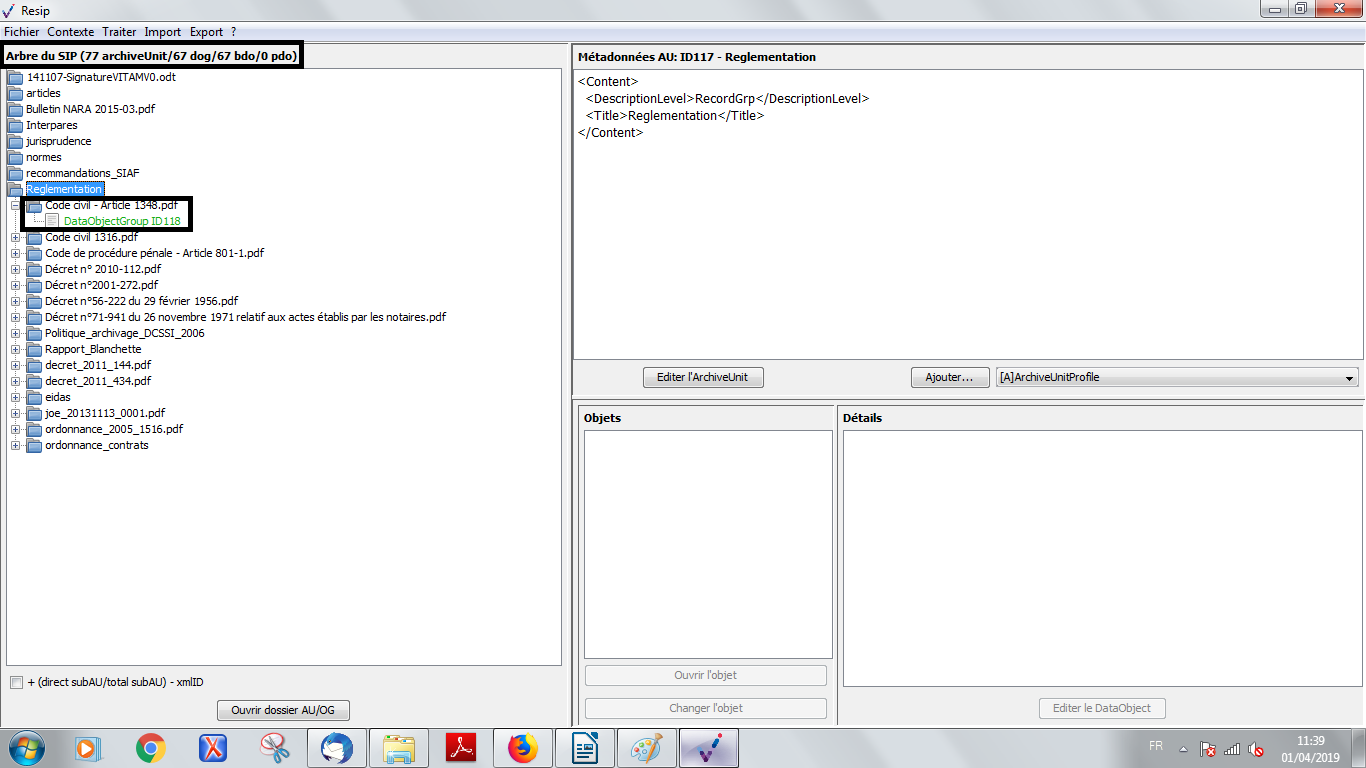 Resip
Fichier Contexte Traiter Import Export ?
Arbre du SIP (77 archiveUnit/67 dog/67 bdo/0 pdo)
141107-SignatureVITAMV0.odt
articles
Bulletin NARA 2015-03.pdf
Interpares
jurisprudence
normes
recommandations_SIAF
Reglementation
Code civil - Article 1348.pdf
DataObjectGroup ID118
Code civil 1316.pdf
Code de procédure pénale - Article 801-1.pdf
Décret n° 2010-112.pdf
Décret n°2001-272.pdf
Décret n°56-222 du 29 février 1956.pdf
Décret n°71-941 du 26 novembre 1971 relatif aux actes établis par les notaires.pdf
Politique_archivage_DCSSI_2006
Rapport_Blanchette
decret_2011_144.pdf
decret_2011_434.pdf
eidas
joe_20131113_0001.pdf
ordonnance_2005_1516.pdf
ordonnance_contrats
+ (direct subAU/total subAU) - xmlID
Ouvrir dossier AU/OG
Métadonnées AU: ID117 - Reglementation
<Content>
<DescriptionLevel>RecordGrp</DescriptionLevel>
<Title>Reglementation</Title>
</Content>
Editer l'ArchiveUnit
Ajouter...
[A]ArchiveUnitProfile
Objets
Détails
Ouvrir l'objet
Changer l'objet
Editer le DataObject
FR
11:39
01/04/2019